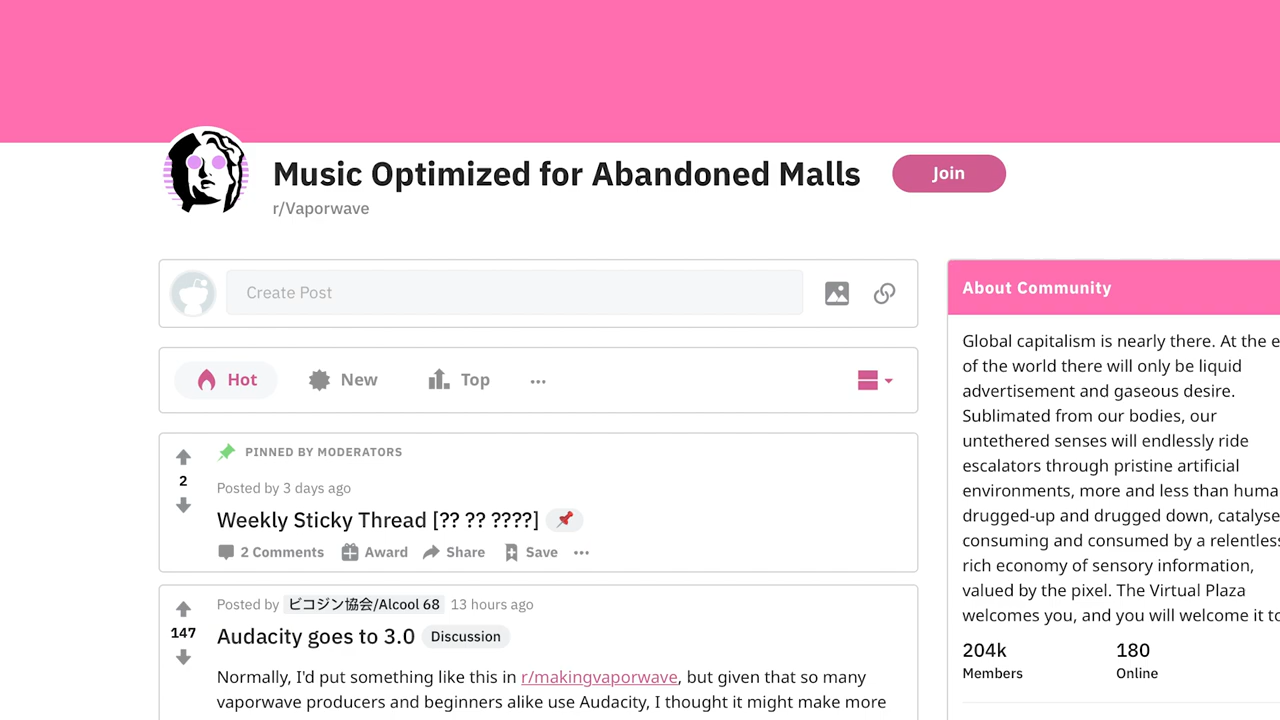 Music Optimized for Abandoned Malls
Join
r/Vaporwave
Create Post
Hot
New
Top
PINNED BY MODERATORS
2
Posted by 3 days ago
Weekly Sticky Thread [?? ?? ????]
2 Comments
Award
Share
Save
Posted by ビコジン協会/Alcool 68 13 hours ago
147
Audacity goes to 3.0 Discussion
Normally, I'd put something like this in r/makingvaporwave, but given that so many
vaporwave producers and beginners alike use Audacity, I thought it might make more
About Community
Global capitalism is nearly there. At the e
of the world there will only be liquid
advertisement and gaseous desire.
Sublimated from our bodies, our
untethered senses will endlessly ride
escalators through pristine artificial
environments, more and less than huma
drugged-up and drugged down, catalyse
consuming and consumed by a relentless
rich economy of sensory information,
valued by the pixel. The Virtual Plaza
welcomes you, and you will welcome it to
204k
180
Members
Online